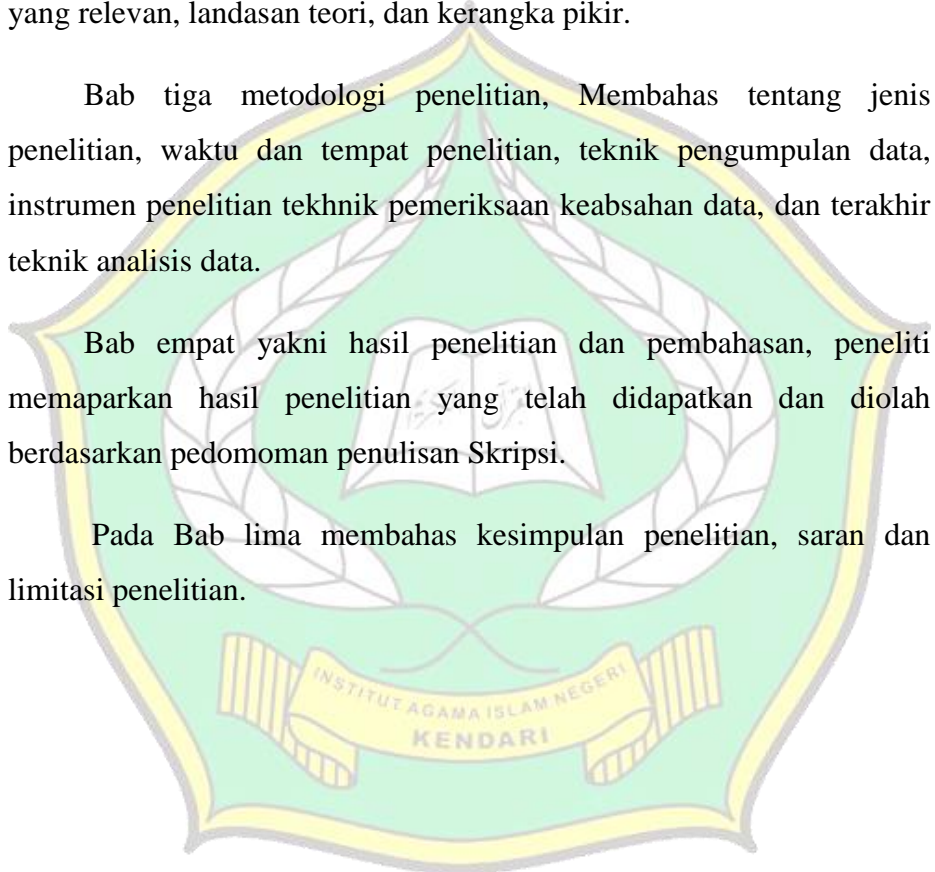 yang relevan, landasan teori, dan kerangka pikir.
Bab tiga metodologi penelitian, Membahas tentang jenis
penelitian, waktu dan tempat penelitian, teknik pengumpulan data,
instrumen penelitian tekhnik pemeriksaan keabsahan data, dan terakhir
teknik analisis data.
Bab empat yakni hasil penelitian dan pembahasan, peneliti
memaparkan hasil penelitian yang telah didapatkan dan diolah
berdasarkan pedomoman penulisan Skripsi.
Pada Bab lima membahas kesimpulan penelitian, saran dan
limitasi penelitian.
INSTITUT AGAMA ISLAM NEGERI
KENDARI